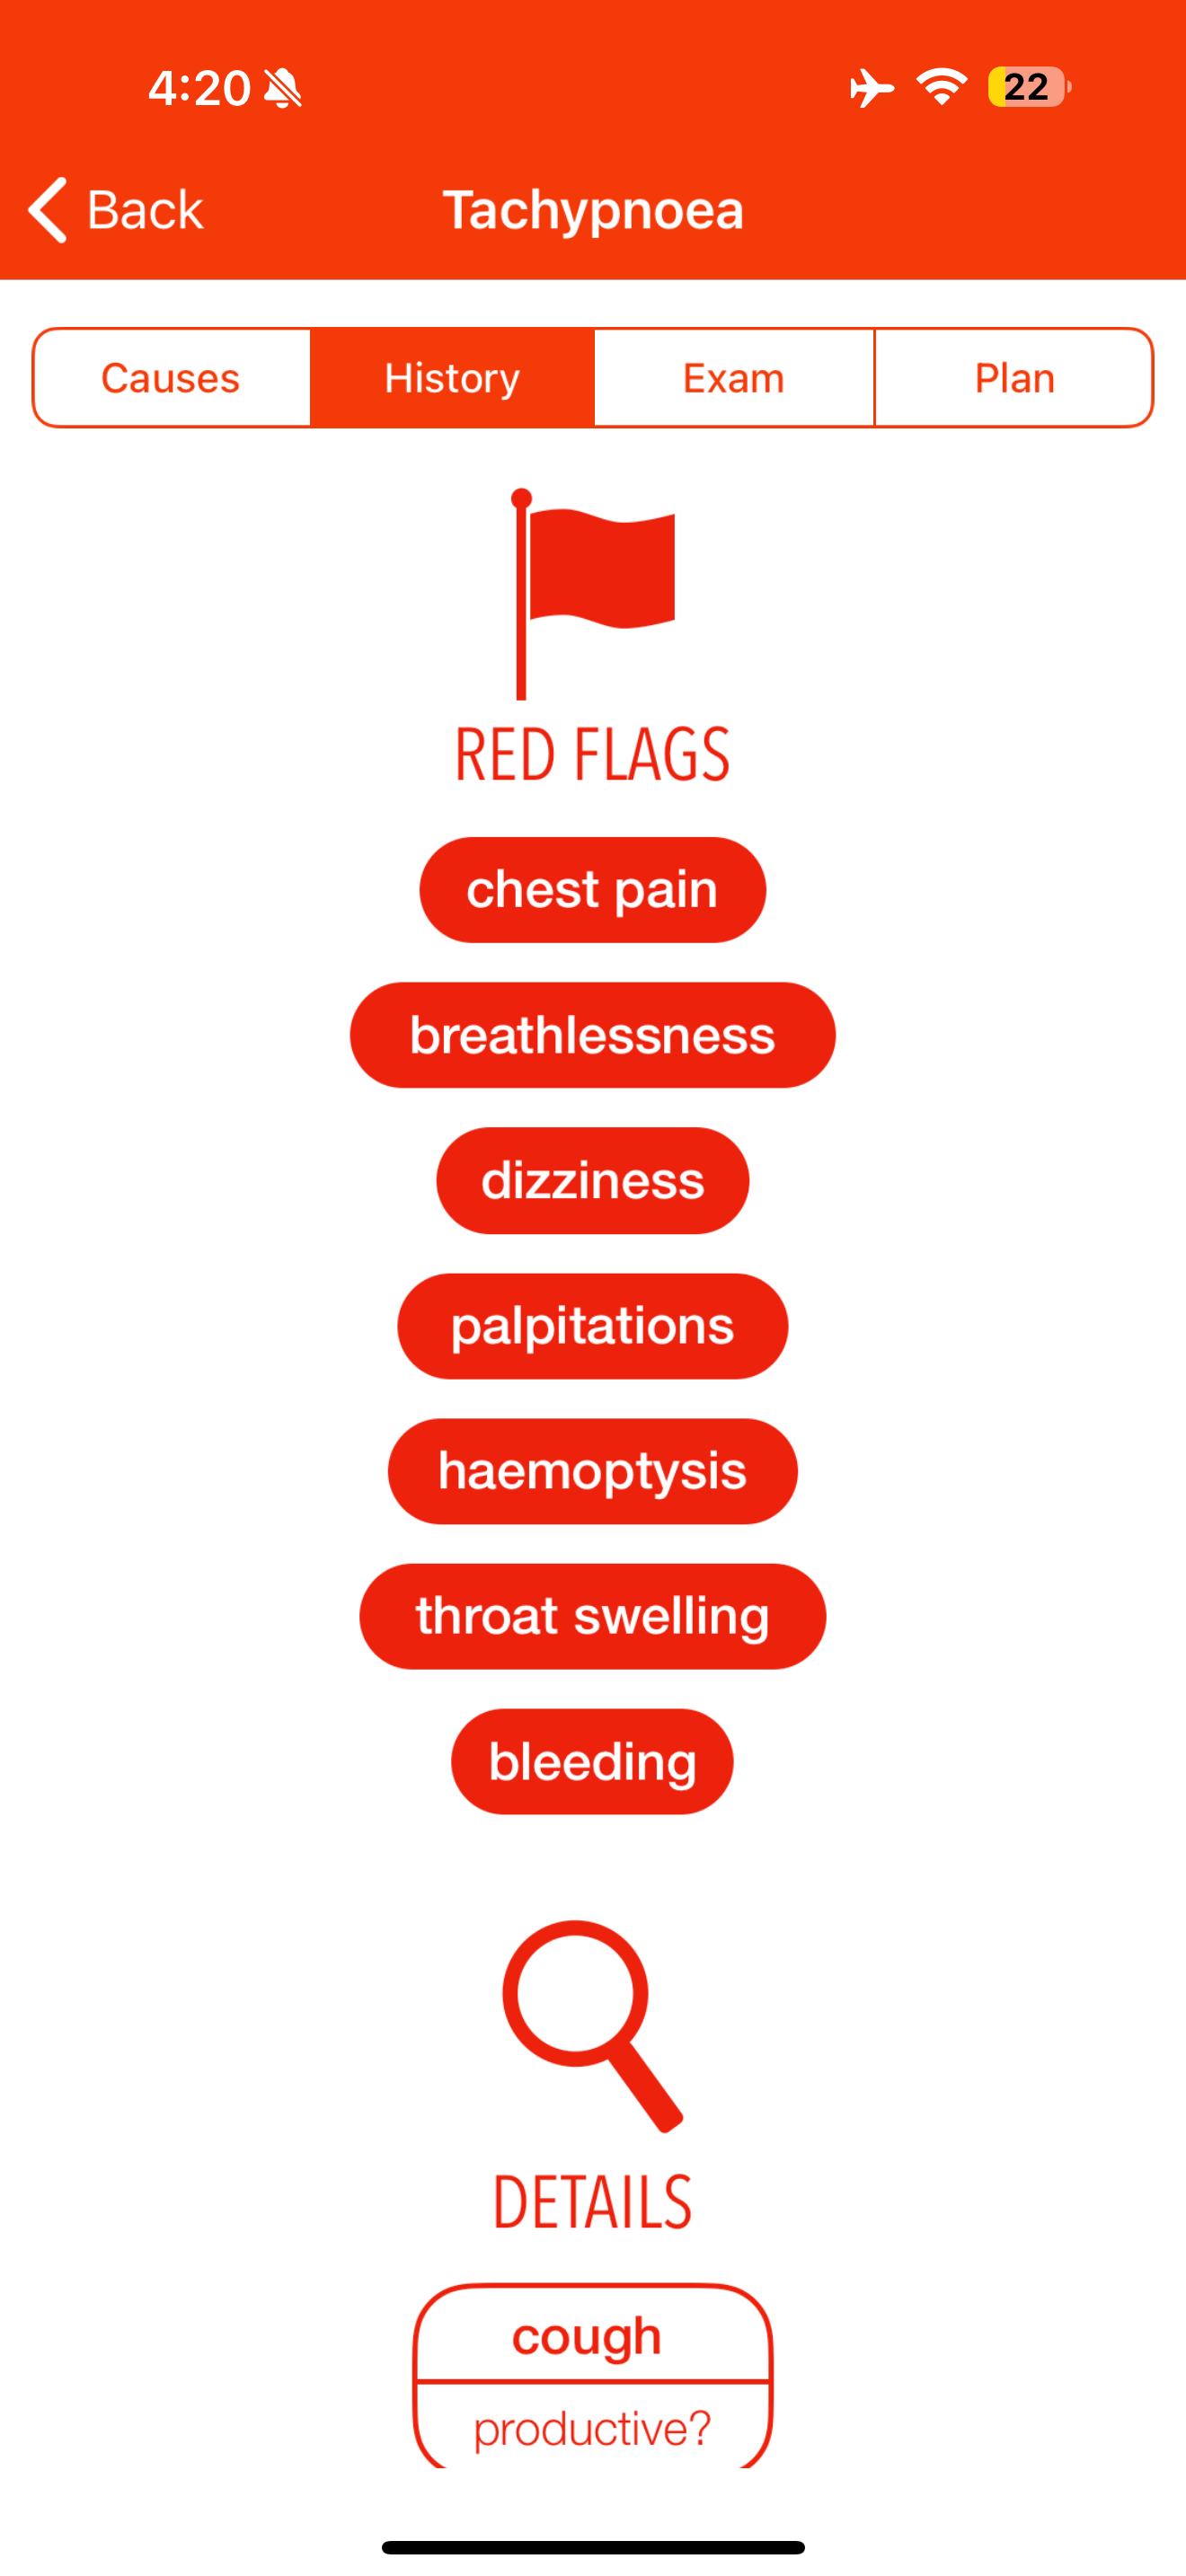 4:20
22
Back
Tachypnoea
Causes
History
Exam
Plan
RED FLAGS
chest pain
breathlessness
dizziness
palpitations
haemoptysis
throat swelling
bleeding
DETAILS
cough
productive?